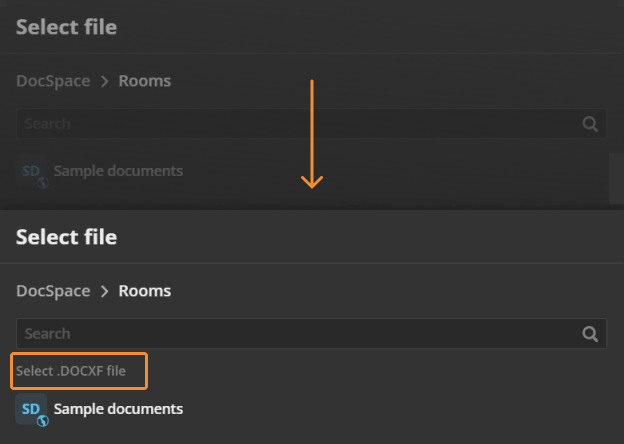 Select file
DocSpace > Rooms
Search
SD Sample documents
Select file
DocSpace > Rooms
Search
Select .DOCXF file
SD Sample documents